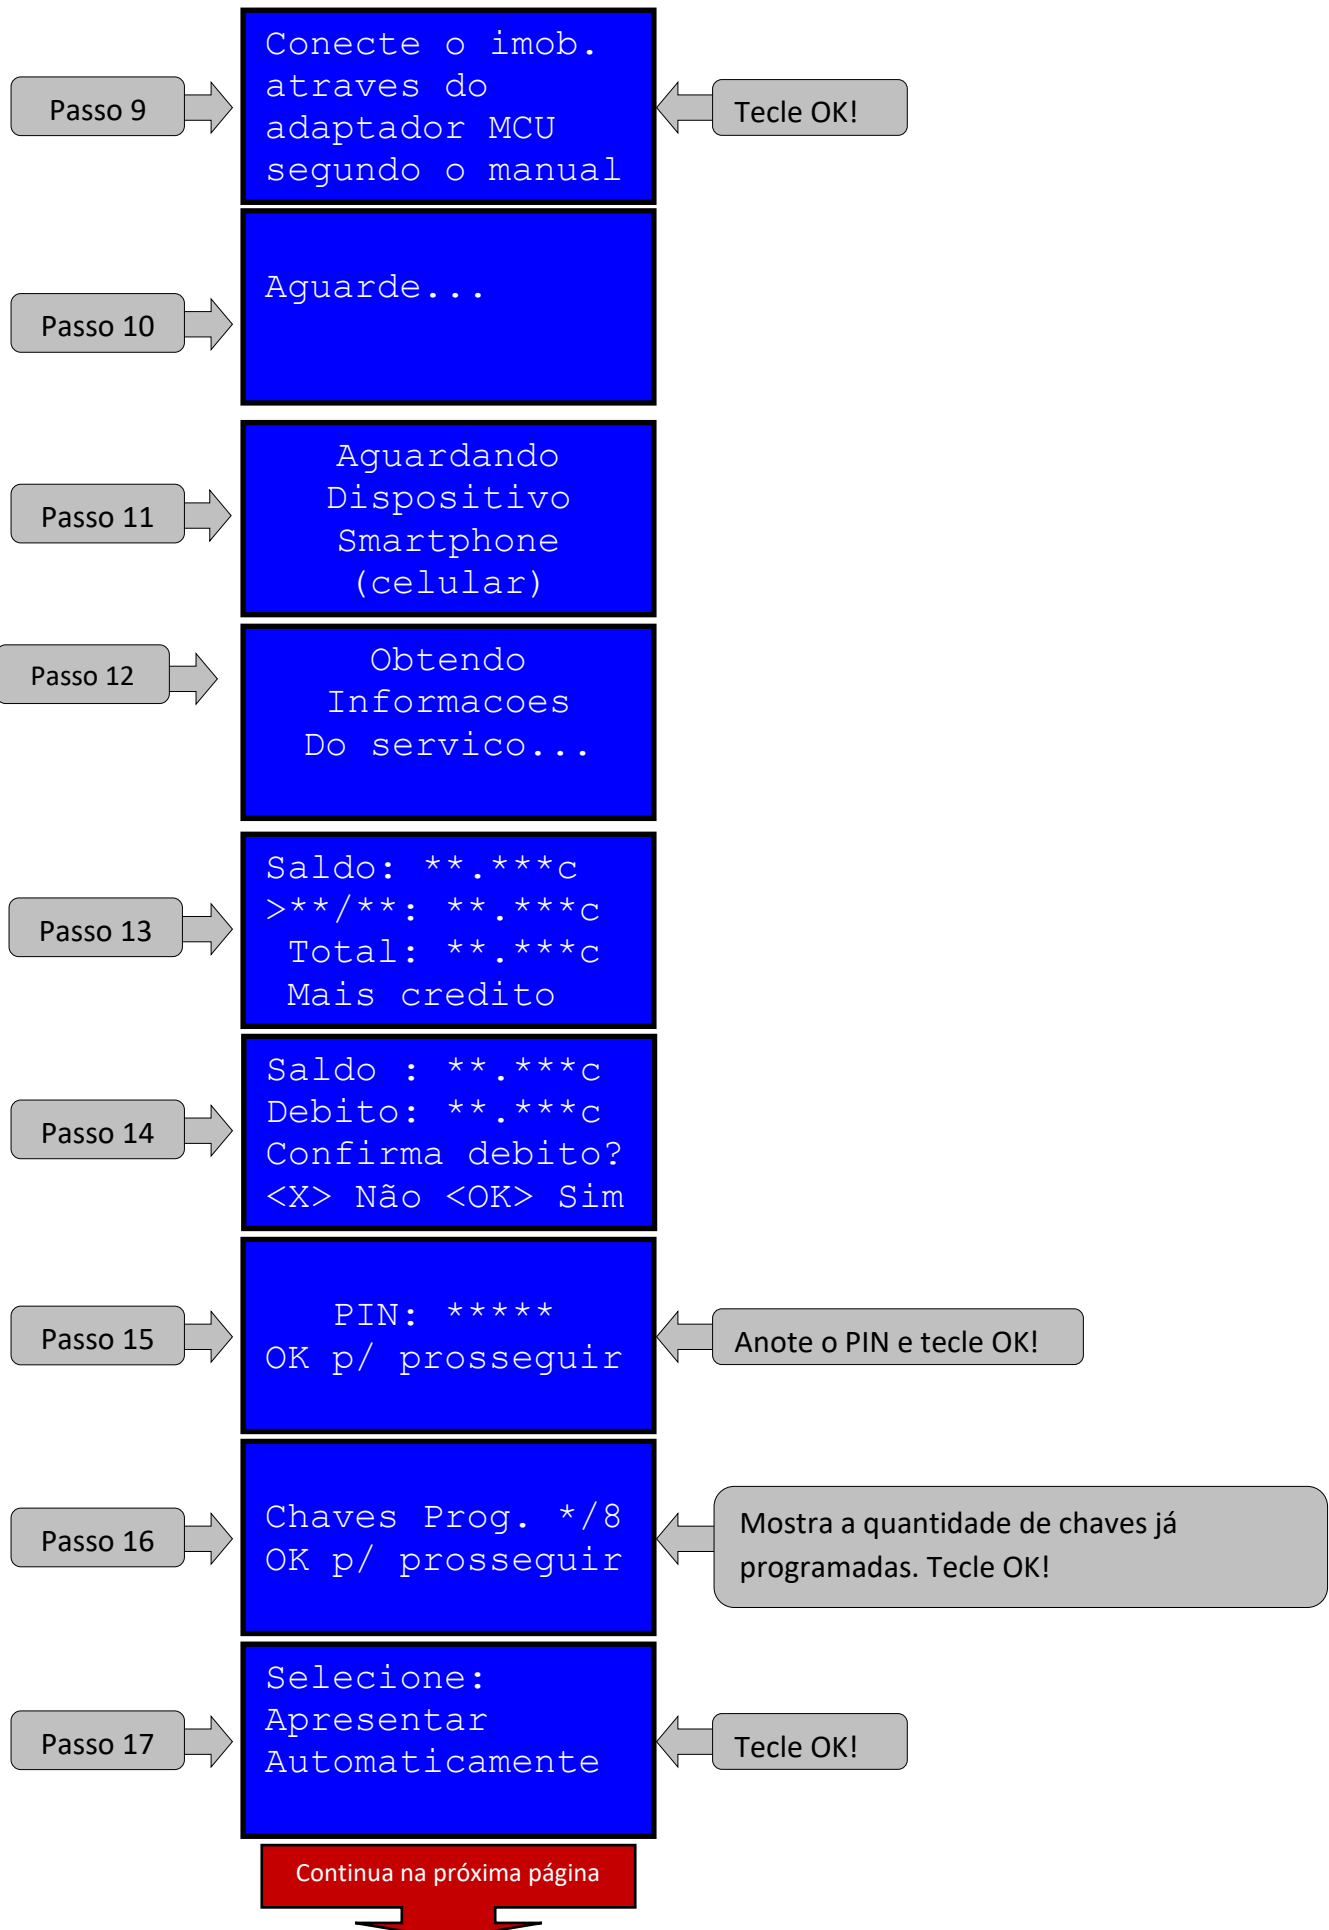 Passo 9
Conecte o imob.
atraves do
adaptador MCU
segundo o manual
Tecle OK!
Passo 10
Aguarde...
Passo 11
Aguardando
Dispositivo
Smartphone
(celular)
Passo 12
Obtendo
Informacoes
Do servico...
Passo 13
Saldo: **.***c
>**/**: **.***c
Total: **.***c
Mais credito
Passo 14
Saldo : **.***c
Debito: **.***c
Confirma debito?
<X> Não <OK> Sim
Passo 15
PIN: *****
OK p/ prosseguir
Anote o PIN e tecle OK!
Passo 16
Chaves Prog. */8
OK p/ prosseguir
Mostra a quantidade de chaves já
programadas. Tecle OK!
Passo 17
Selecione:
Apresentar
Automaticamente
Tecle OK!
Continua na próxima página